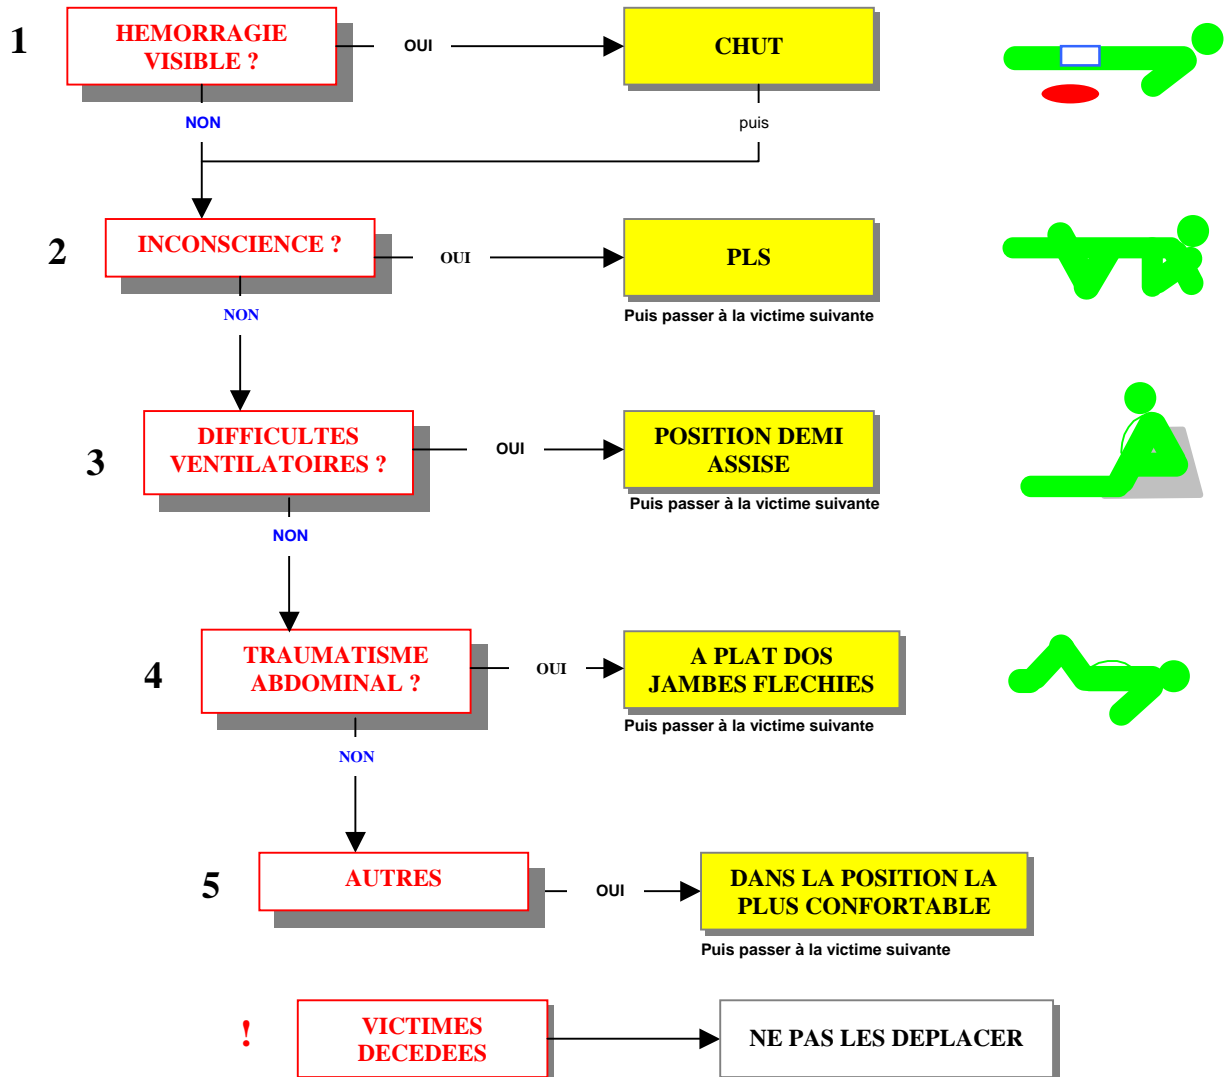 1
HEMORRAGIE
VISIBLE ?
OUI
CHUT
NON
puis
2
INCONSCIENCE ?
OUI
PLS
NON
Puis passer à la victime suivante
3
DIFFICULTES
VENTILATOIRES ?
OUI
POSITION DEMI
ASSISE
Puis passer à la victime suivante
NON
4
TRAUMATISME
ABDOMINAL ?
OUI
A PLAT DOS
JAMBES FLECHIES
Puis passer à la victime suivante
NON
5
AUTRES
OUI
DANS LA POSITION LA
PLUS CONFORTABLE
Puis passer à la victime suivante
!
VICTIMES
DECEDEES
NE PAS LES DEPLACER